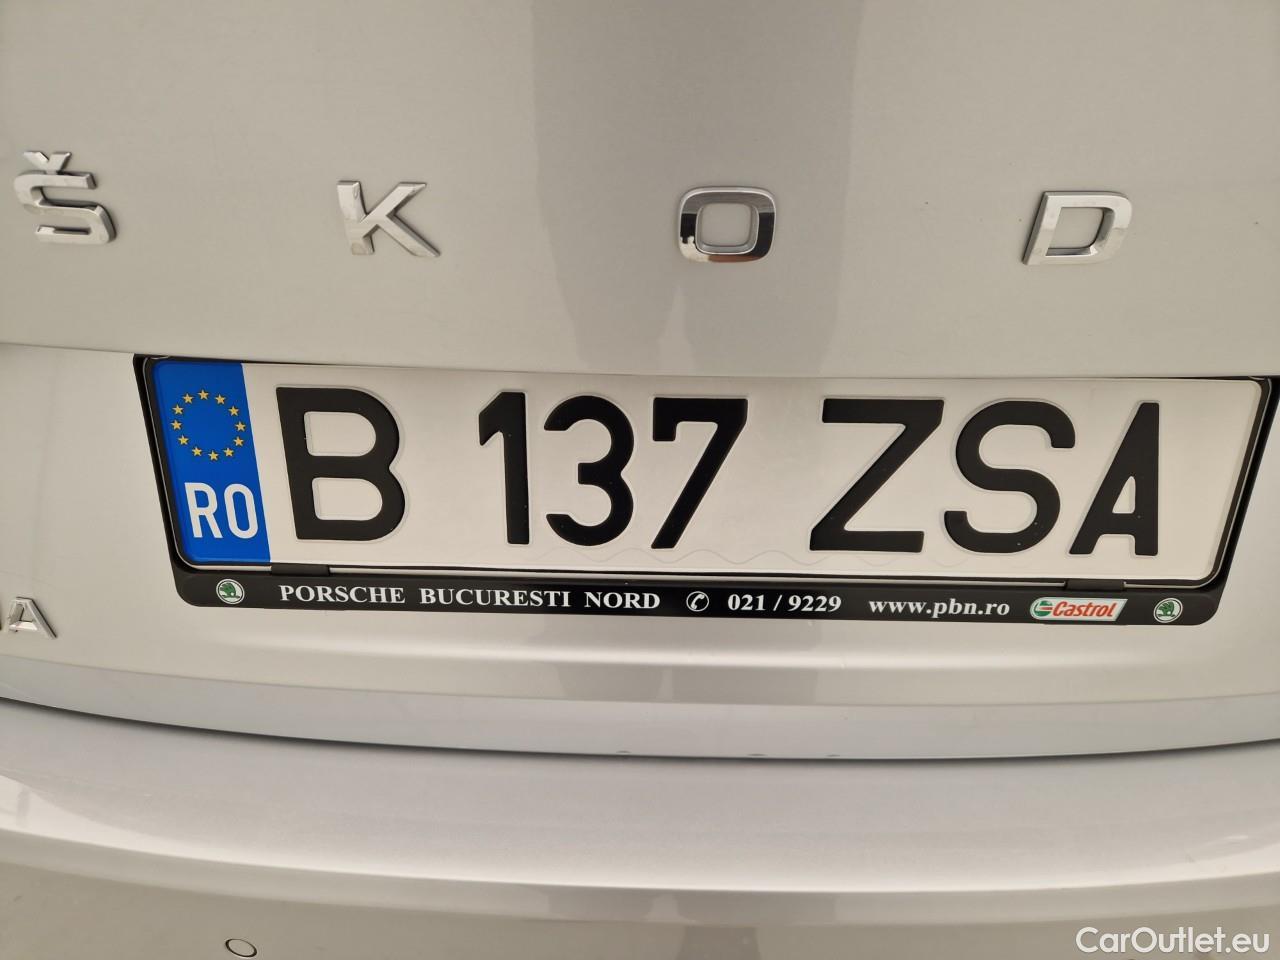 ŠKOD
RO B 137 ZSA
A
PORSCHE BUCURESTI NORD ✆ 021 / 9229 www.pbn.ro Castrol
CarOutlet.eu